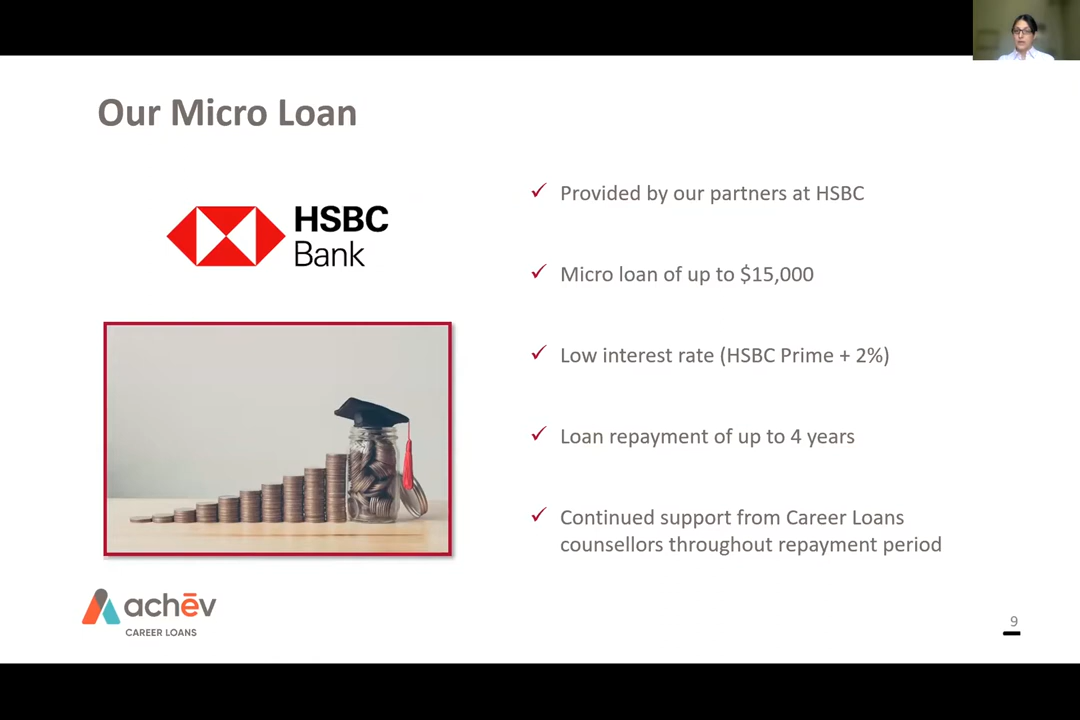 Our Micro Loan
HSBC
Bank
✓ Provided by our partners at HSBC
✓ Micro loan of up to $15,000
✓ Low interest rate (HSBC Prime + 2%)
✓ Loan repayment of up to 4 years
✓ Continued support from Career Loans
counsellors throughout repayment period
achēv
CAREER LOANS
9